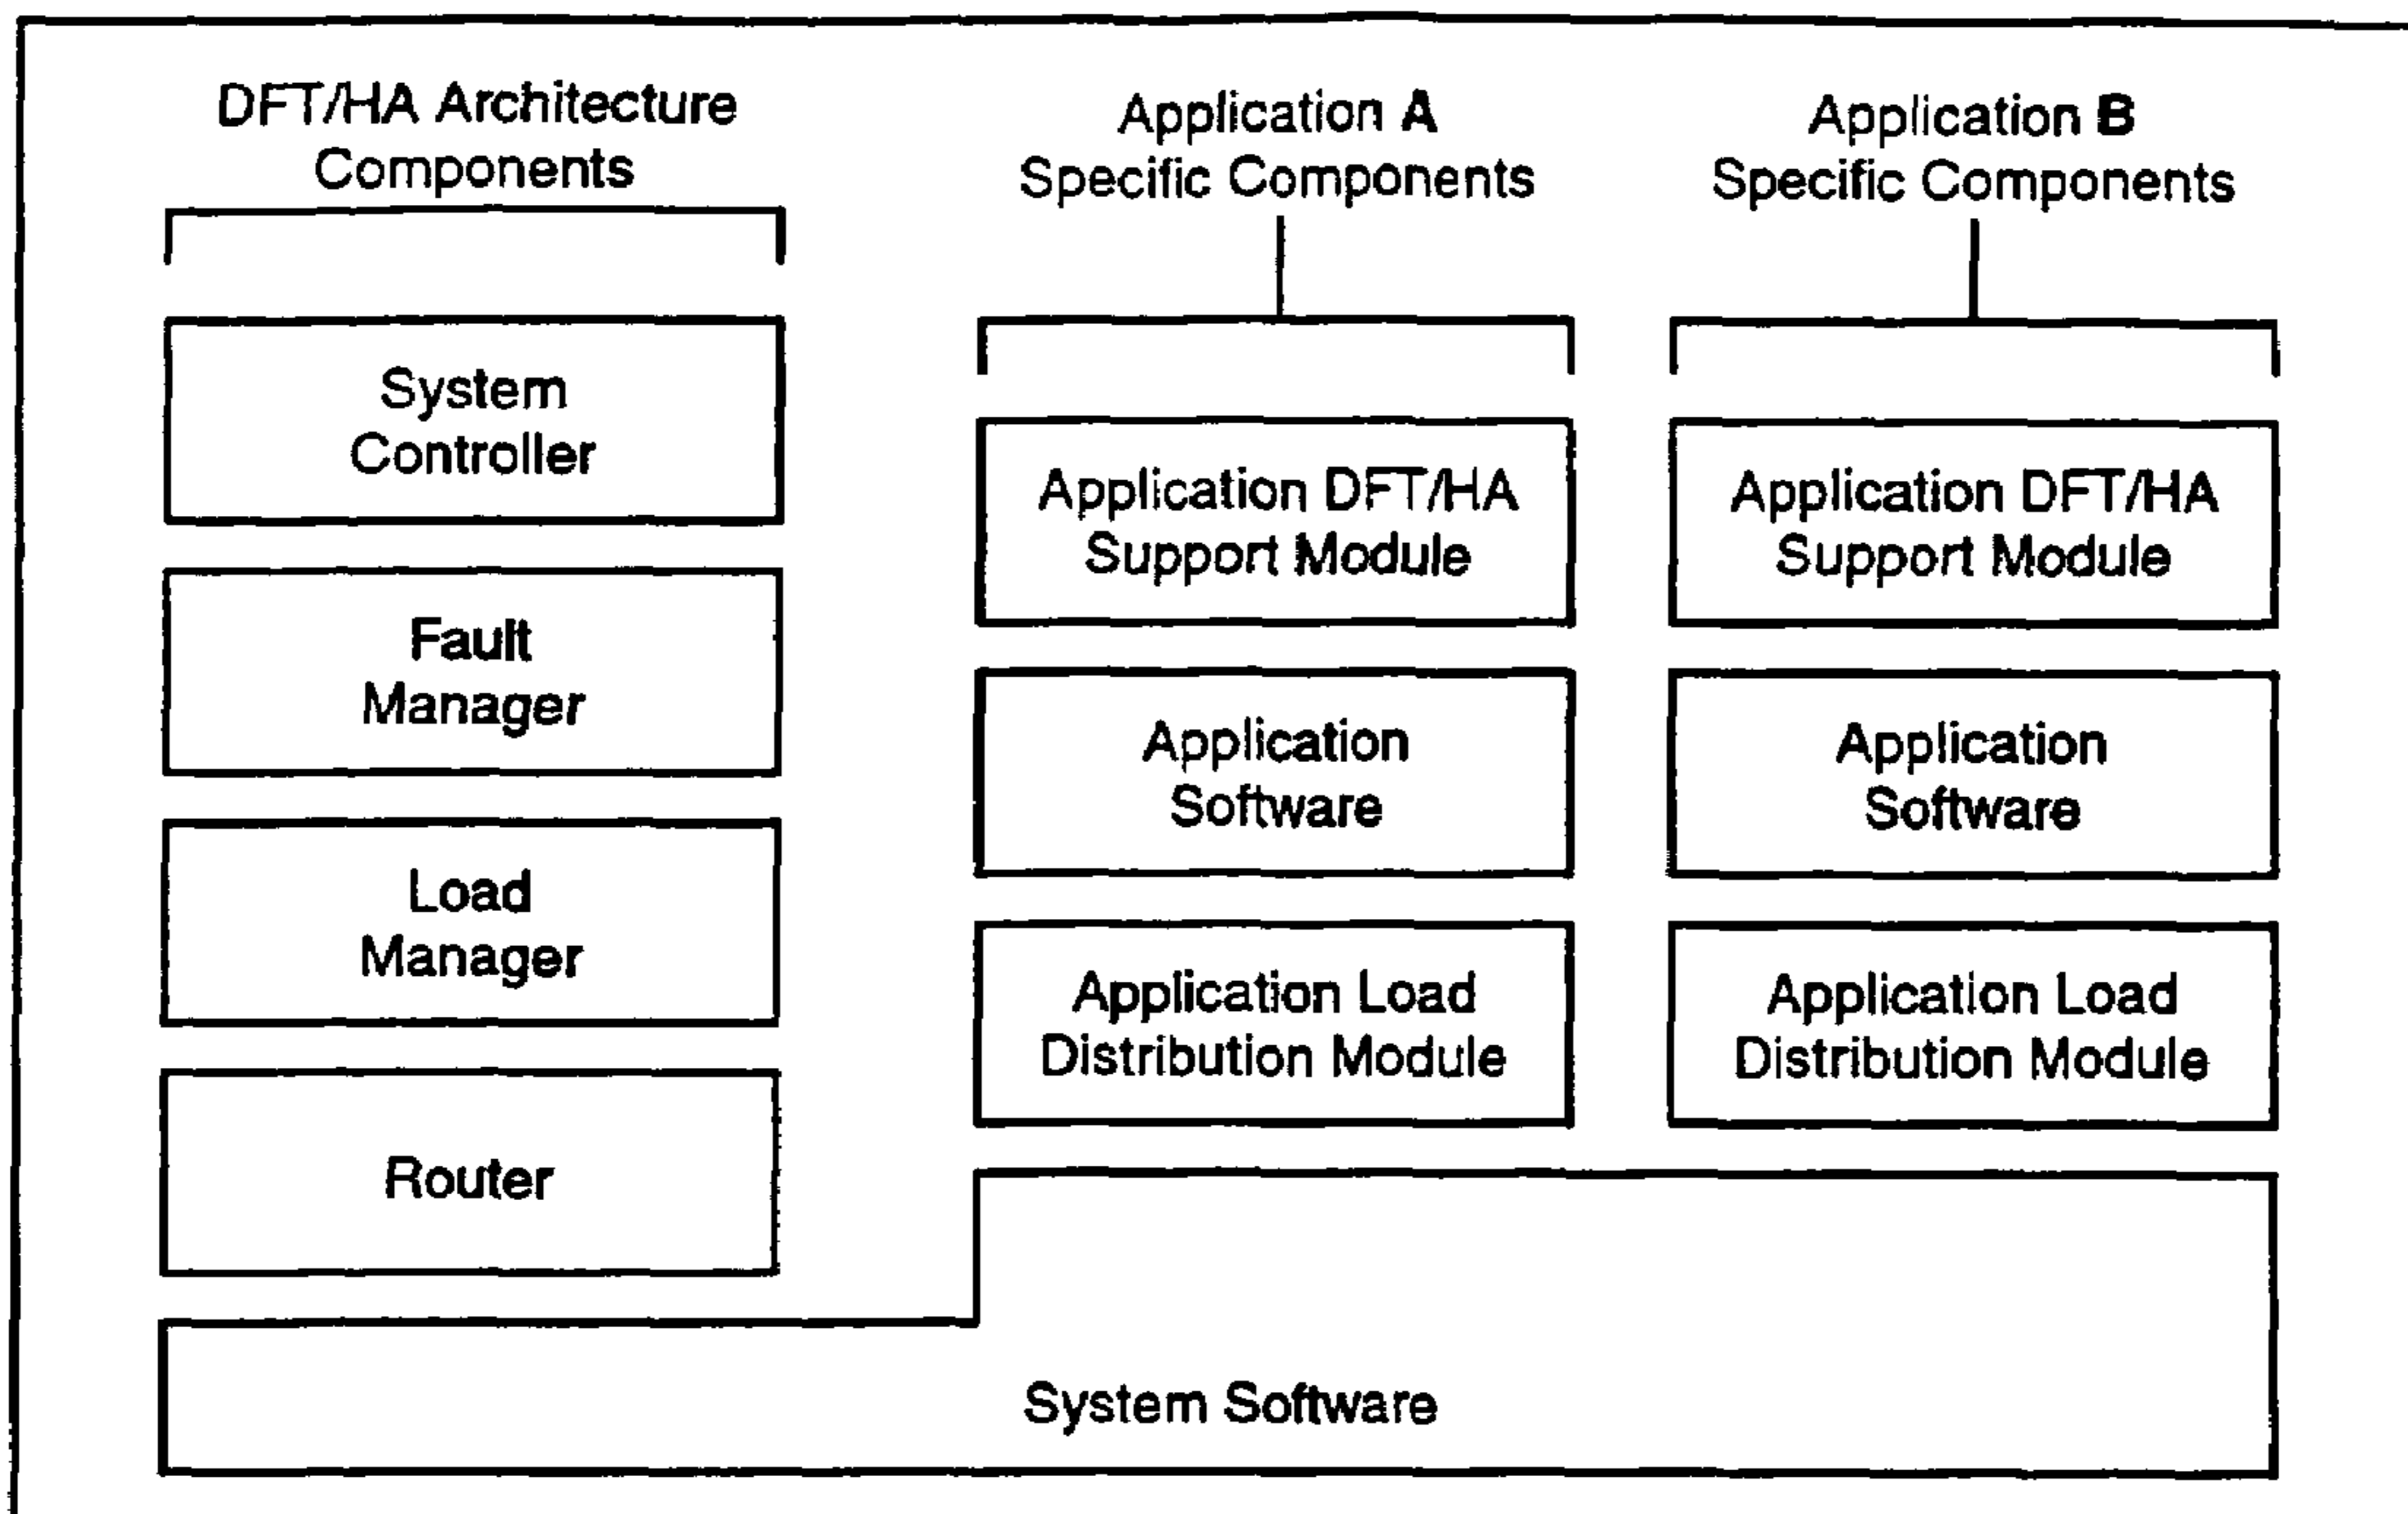 DFT/HA Architecture
Components
System
Controller
Fault
Manager
Load
Manager
Router
Application A
Specific Components
Application DFT/HA
Support Module
Application
Software
Application Load
Distribution Module
Application B
Specific Components
Application DFT/HA
Support Module
Application
Software
Application Load
Distribution Module
System Software